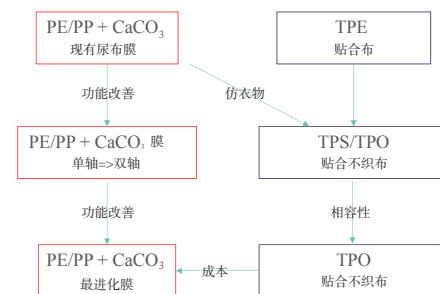 PE/PP + CaCO₃
现有尿布膜
TPE
贴合布
功能改善
仿衣物
PE/PP + CaCO₃ 膜
单轴=>双轴
TPS/TPO
贴合不织布
功能改善
相容性
PE/PP + CaCO₃
最进化膜
成本
TPO
贴合不织布